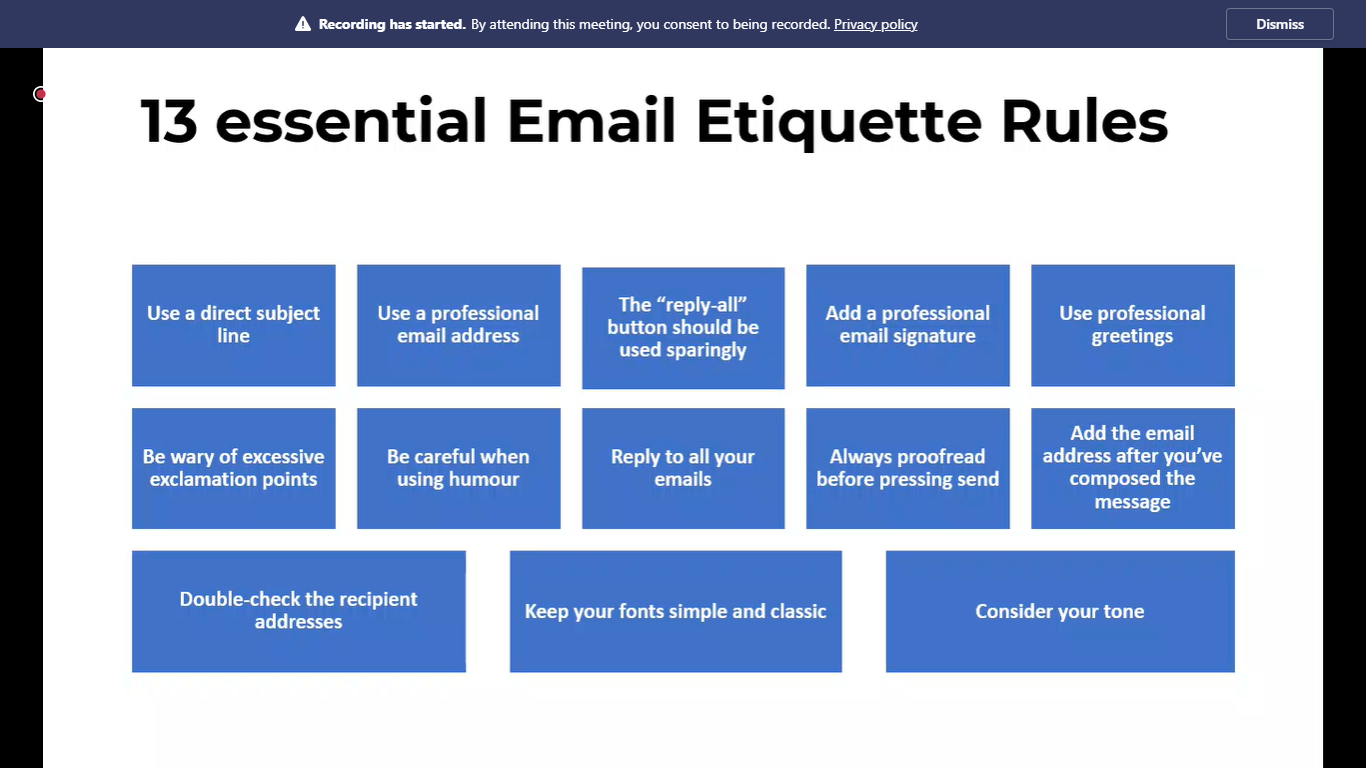 Recording has started. By attending this meeting, you consent to being recorded. Privacy policy
Dismiss
13 essential Email Etiquette Rules
Use a direct subject
line
Use a professional
email address
The “reply-all”
button should be
used sparingly
Add a professional
email signature
Use professional
greetings
Be wary of excessive
exclamation points
Be careful when
using humour
Reply to all your
emails
Always proofread
before pressing send
Add the email
address after you’ve
composed the
message
Double-check the recipient
addresses
Keep your fonts simple and classic
Consider your tone